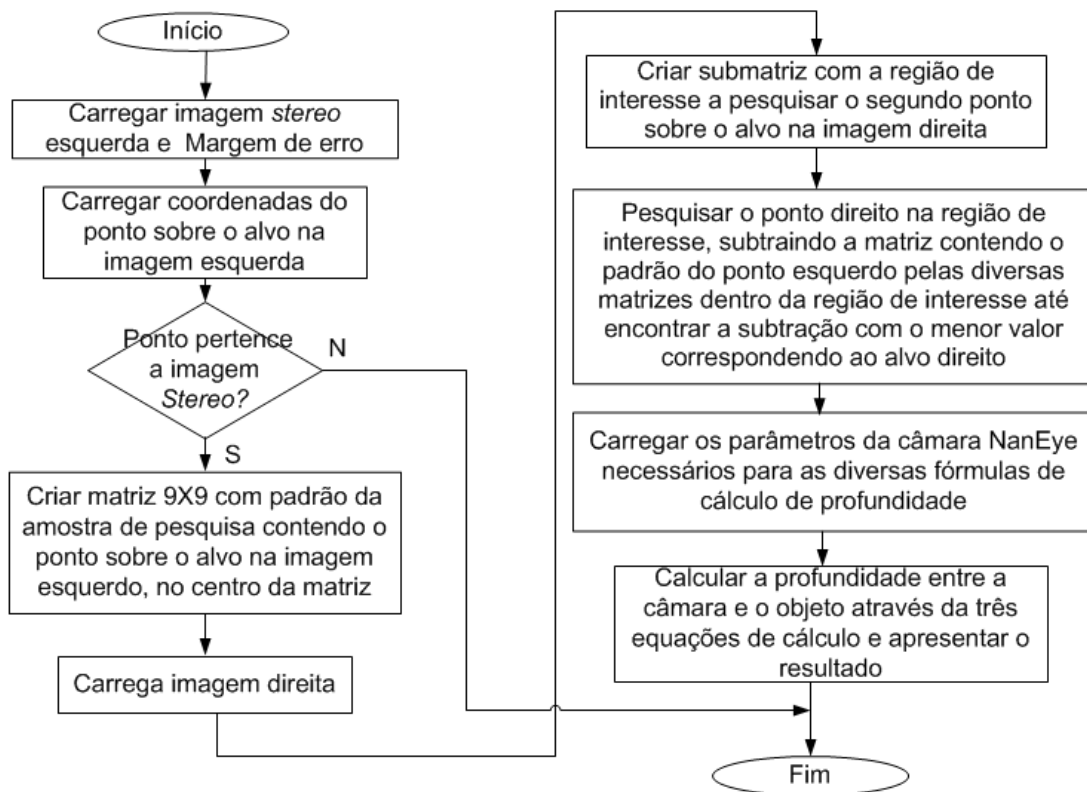 Início
Carregar imagem stereo
esquerda e Margem de erro
Carregar coordenadas do
ponto sobre o alvo na
imagem esquerda
Ponto pertence
a imagem
Stereo?
N
S
Criar matriz 9X9 com padrão da
amostra de pesquisa contendo o
ponto sobre o alvo na imagem
esquerdo, no centro da matriz
Carrega imagem direita
Criar submatriz com a região de
interesse a pesquisar o segundo ponto
sobre o alvo na imagem direita
Pesquisar o ponto direito na região de
interesse, subtraindo a matriz contendo o
padrão do ponto esquerdo pelas diversas
matrizes dentro da região de interesse até
encontrar a subtração com o menor valor
correspondendo ao alvo direito
Carregar os parâmetros da câmara NanEye
necessários para as diversas fórmulas de
cálculo de profundidade
Calcular a profundidade entre a
câmara e o objeto através da três
equações de cálculo e apresentar o
resultado
Fim